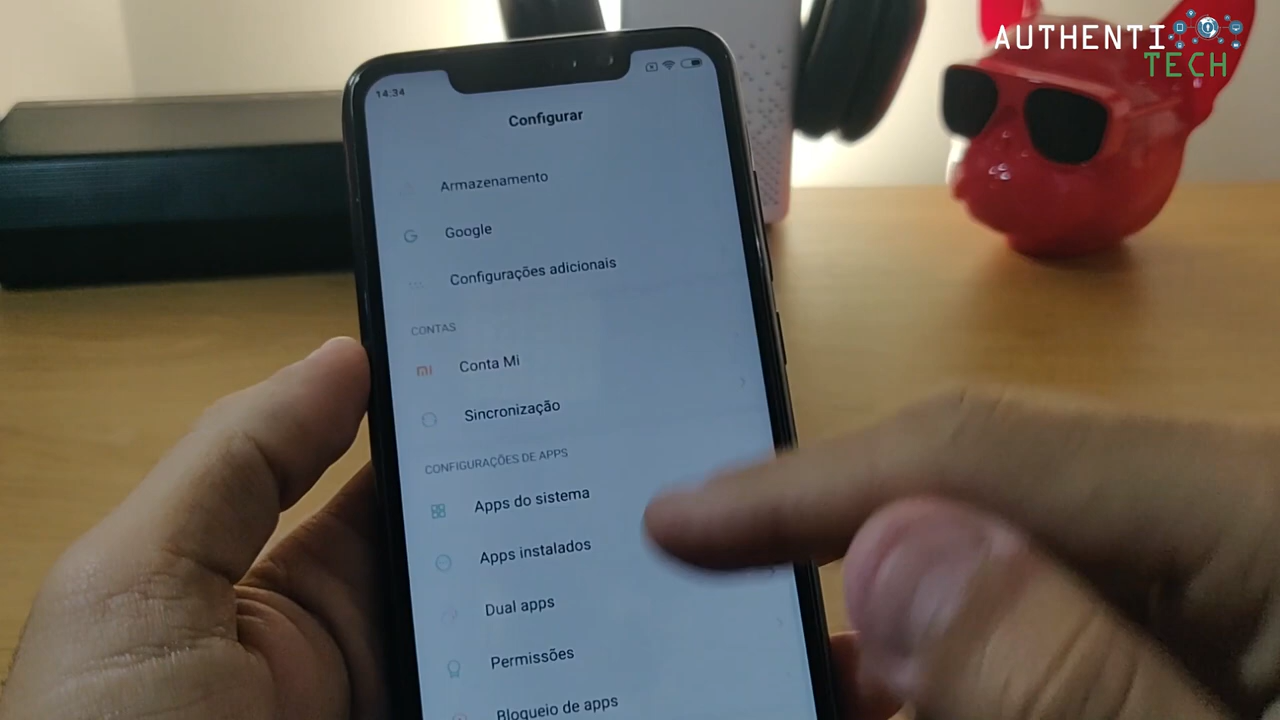 AUTHENTI
TECH
14:34
Configurar
Armazenamento
Google
Configurações adicionais
CONTAS
Conta Mi
Sincronização
CONFIGURAÇÕES DE APPS
Apps do sistema
Apps instalados
Dual apps
Permissões
Bloqueio de apps